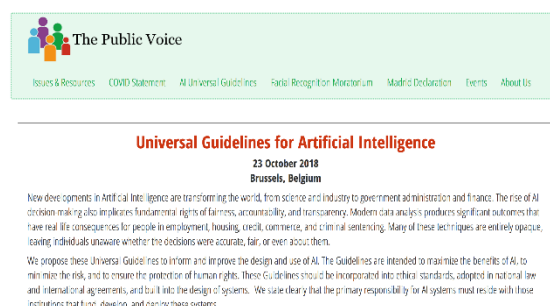 The Public Voice
Issues & Resources COVID Statement AI Universal Guidelines Facial Recognition Moratorium Madrid Declaration Events About Us
Universal Guidelines for Artificial Intelligence
23 October 2018
Brussels, Belgium
New developments in Artificial Intelligence are transforming the world, from science and industry to government administration and finance. The rise of AI
decision-making also implicates fundamental rights of fairness, accountability, and transparency. Modern data analysis produces significant outcomes that
have real life consequences for people in employment, housing, credit, commerce, and criminal sentencing. Many of these techniques are entirely opaque,
leaving individuals unaware whether the decisions were accurate, fair, or even about them.
We propose these Universal Guidelines to inform and improve the design and use of AI. The Guidelines are intended to maximize the benefits of AI, to
minimize the risk, and to ensure the protection of human rights. These Guidelines should be incorporated into ethical standards, adopted in national law
and international agreements, and built into the design of systems. We state clearly that the primary responsibility for AI systems must reside with those
institutions that fund, develop, and deploy these systems.